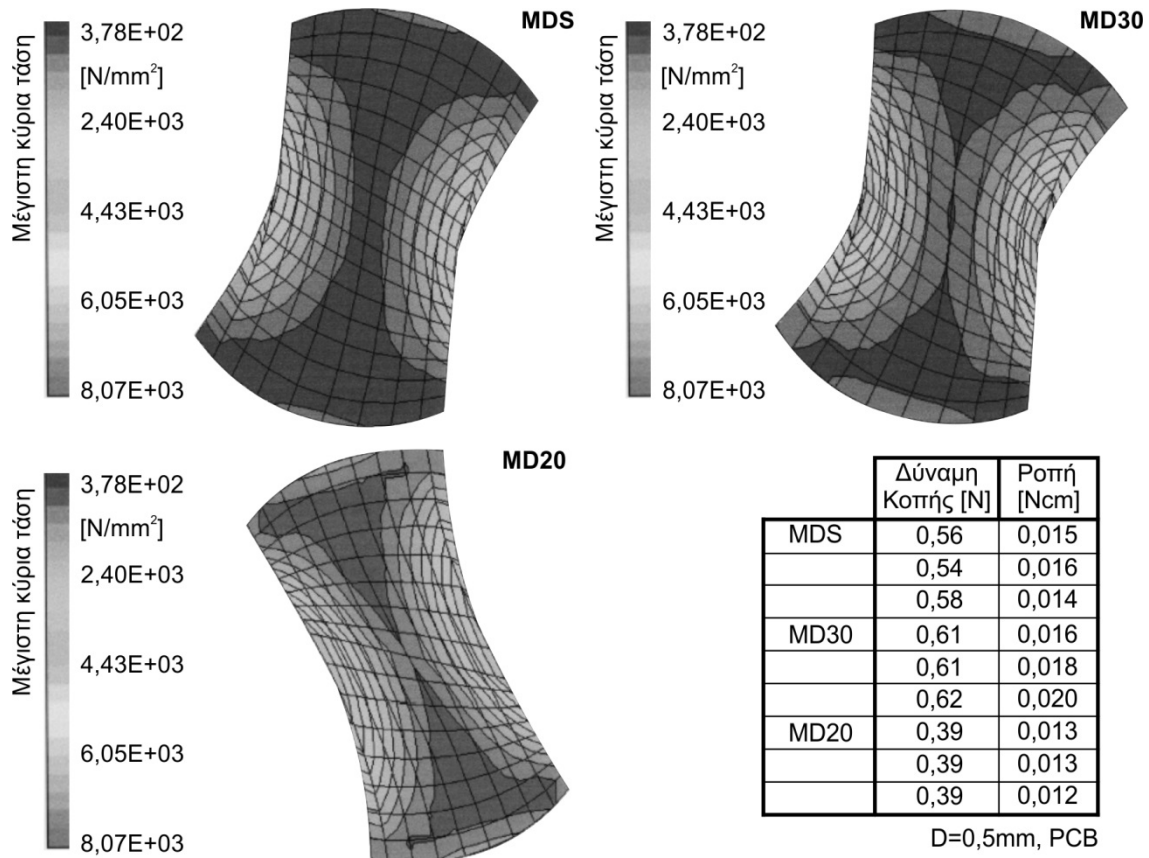 MDS
Μέγιστη κύρια τάση
3,78E+02
[N/mm²]
2,40E+03
4,43E+03
6,05E+03
8,07E+03
MD30
Μέγιστη κύρια τάση
3,78E+02
[N/mm²]
2,40E+03
4,43E+03
6,05E+03
8,07E+03
MD20
Μέγιστη κύρια τάση
3,78E+02
[N/mm²]
2,40E+03
4,43E+03
6,05E+03
8,07E+03
Δύναμη Ροπή
Κοπής [N] [Ncm]
MDS 0,56 0,015
0,54 0,016
0,58 0,014
MD30 0,61 0,016
0,61 0,018
0,62 0,020
MD20 0,39 0,013
0,39 0,013
0,39 0,012
D=0,5mm, PCB